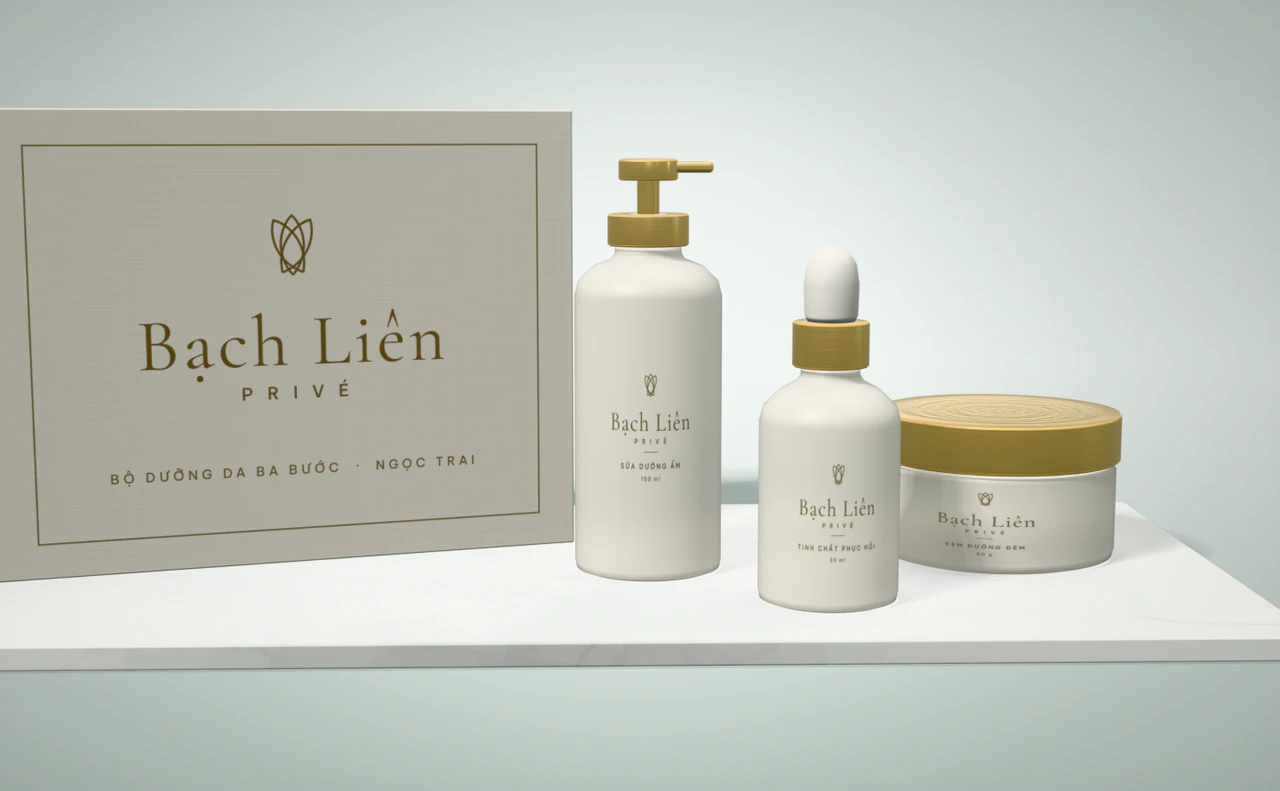 Bạch Liên
PRIVÉ
BỘ DƯỠNG DA BA BƯỚC · NGỌC TRAI
Bạch Liên
PRIVÉ
SỮA DƯỠNG ẨM
150 ml
Bạch Liên
PRIVÉ
TINH CHẤT PHỤC HỒI
30 ml
Bạch Liên
PRIVÉ
KEM DƯỠNG ĐÊM
50 g